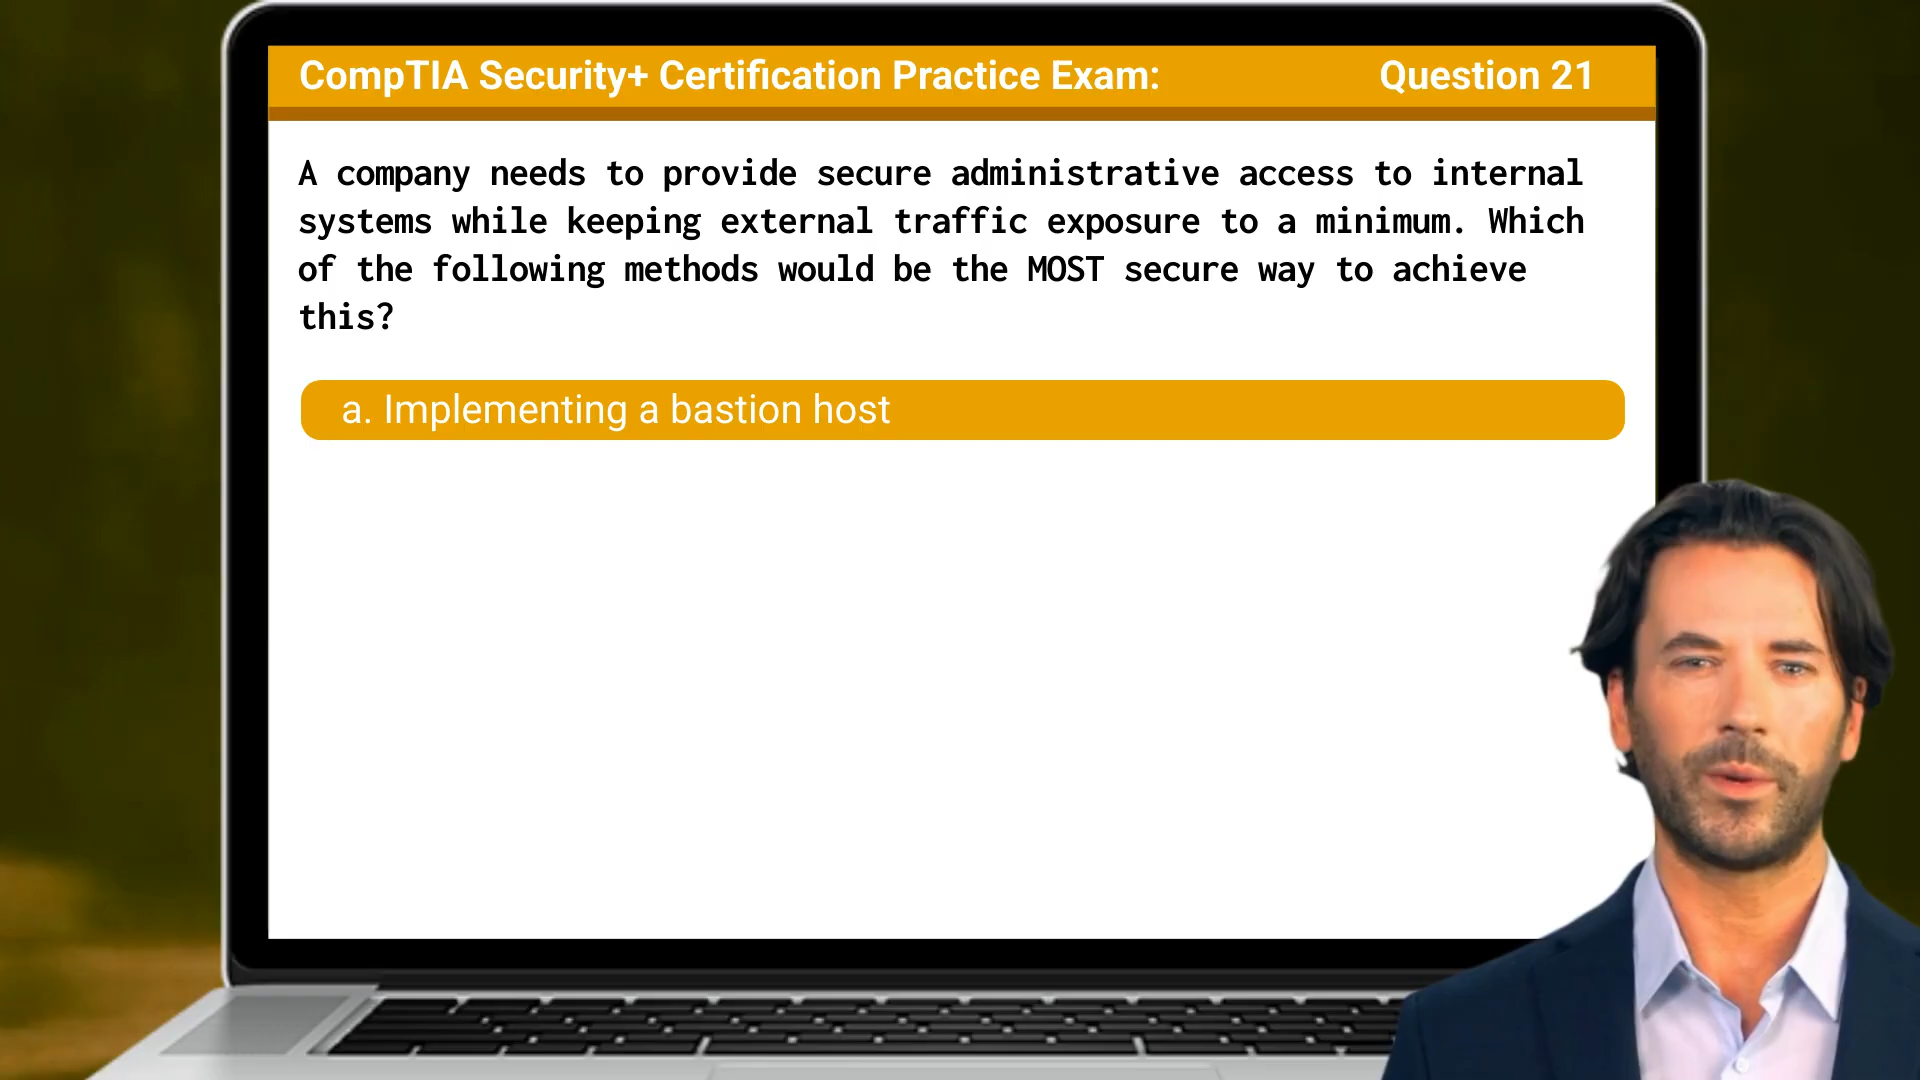 CompTIA Security+ Certification Practice Exam:
Question 21
A company needs to provide secure administrative access to internal
systems while keeping external traffic exposure to a minimum. Which
of the following methods would be the MOST secure way to achieve
this?
a. Implementing a bastion host